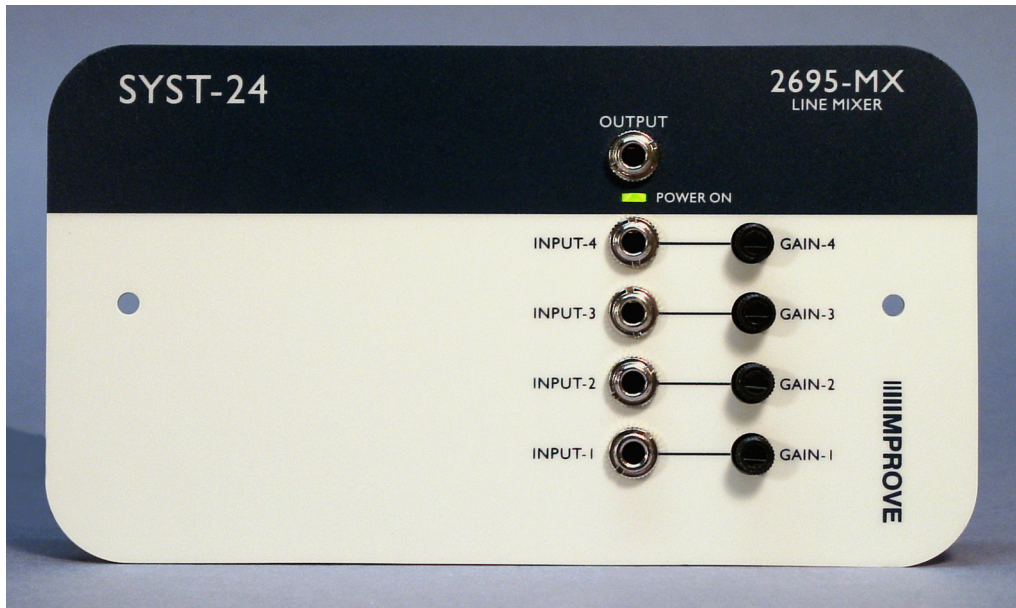 SYST-24
2695-MX
LINE MIXER
OUTPUT
POWER ON
INPUT-4 GAIN-4
INPUT-3 GAIN-3
INPUT-2 GAIN-2
INPUT-1 GAIN-1
IMPROVE